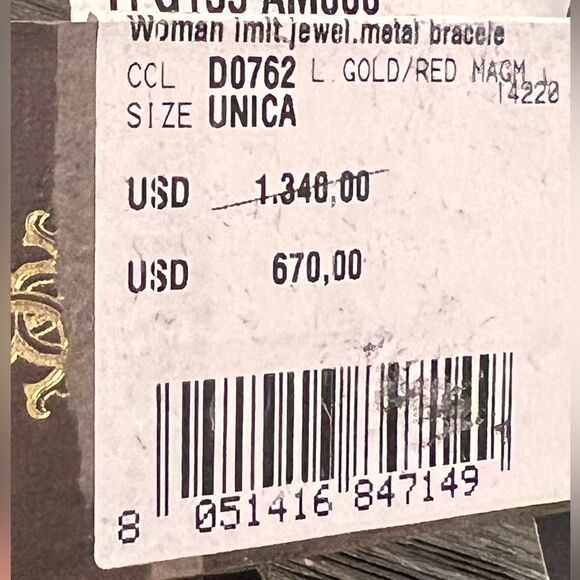 Woman imit.jewel.metal bracele
CCL D0762 L. GOLD/RED MAGM
14220
SIZE UNICA
USD 1.340,00
USD 670,00
8 051416 847149